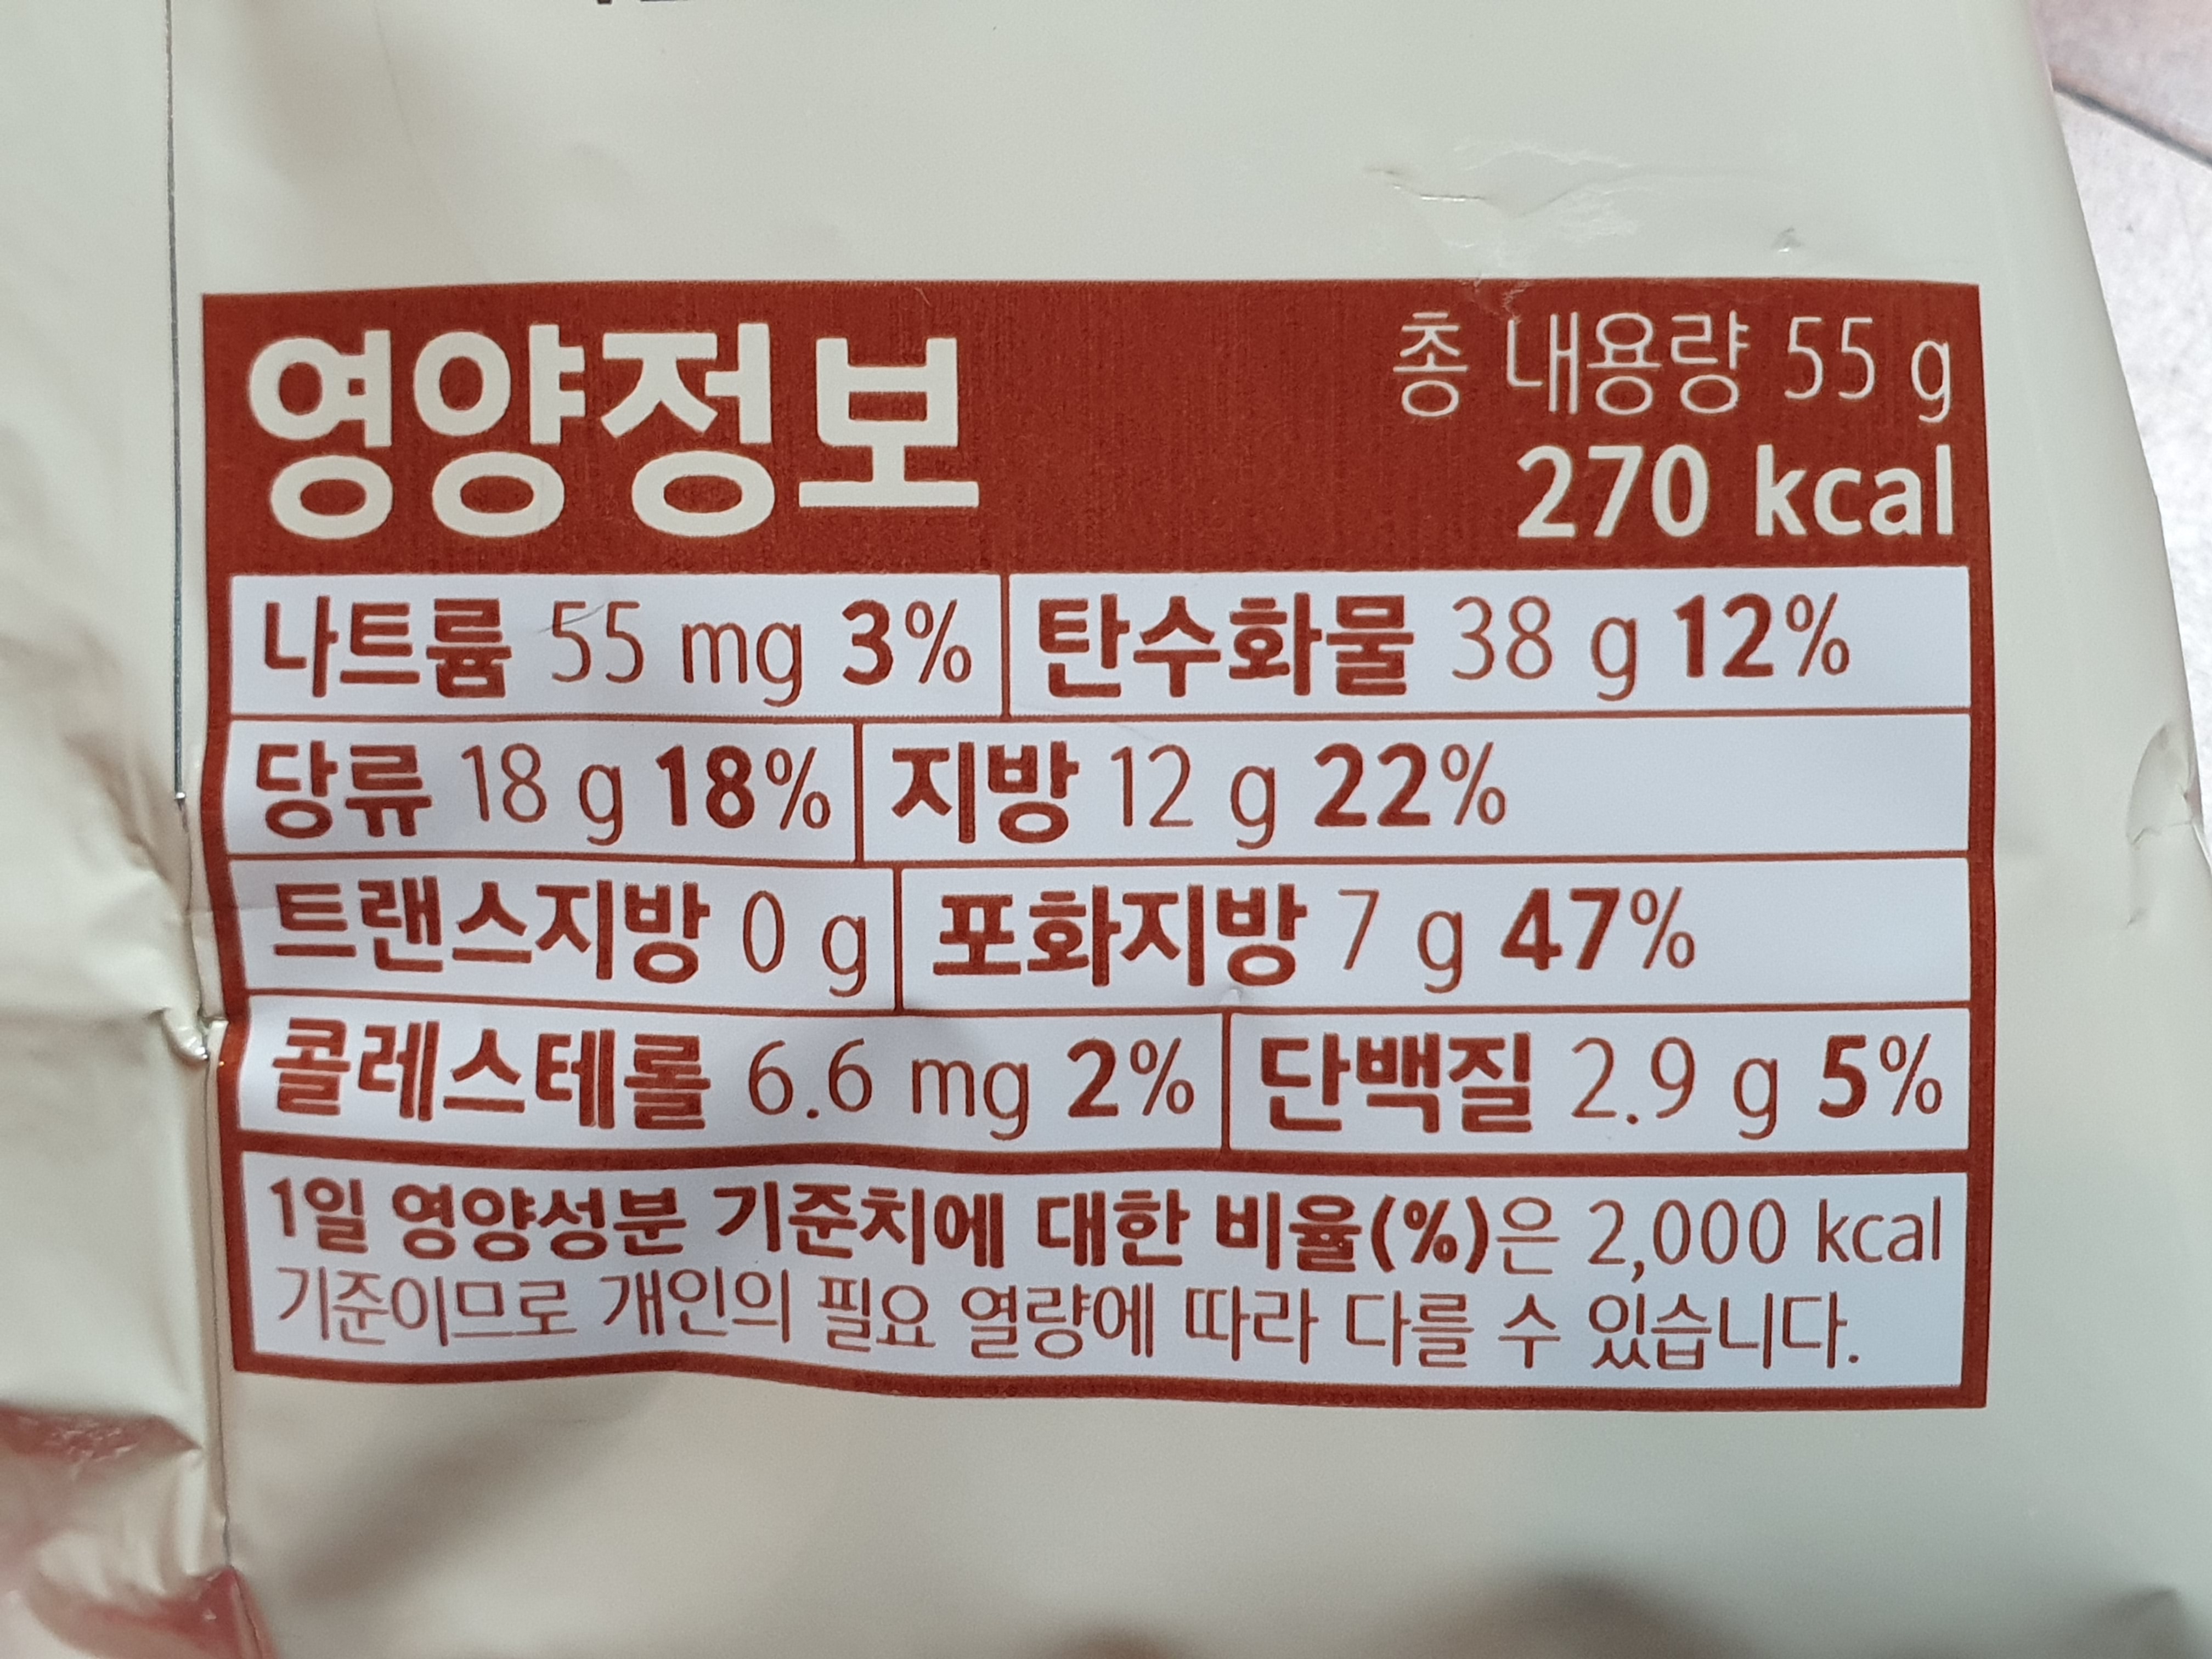 영양정보
총 내용량 55 g
270 kcal
나트륨 55 mg 3% 탄수화물 38 g 12%
당류 18 g 18% 지방 12 g 22%
트랜스지방 0 g 포화지방 7 g 47%
콜레스테롤 6.6 mg 2% 단백질 2.9 g 5%
1일 영양성분 기준치에 대한 비율(%)은 2,000 kcal
기준이므로 개인의 필요 열량에 따라 다를 수 있습니다.